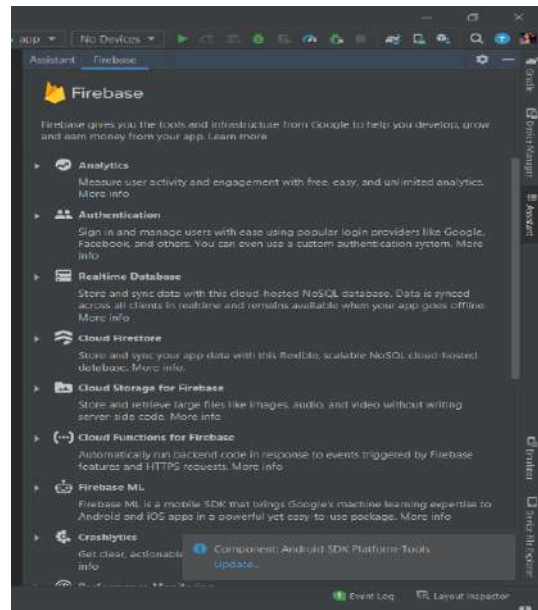 app No Devices
Assistant Firebase
Firebase
Firebase gives you the tools and infrastructure from Google to help you develop, grow
and earn money from your app. Learn more
Analytics
Measure user activity and engagement with free, easy, and unlimited analytics.
More info
Authentication
Sign in and manage users with ease using popular login providers like Google,
Facebook, and others. You can even use a custom authentication system. More
info
Realtime Database
Store and sync data with this cloud-hosted NoSQL database. Data is synced
across all clients in realtime and remains available when your app goes offline.
More info
Cloud Firestore
Store and sync your app data with this flexible, scalable NoSQL cloud-hosted
database. More info
Cloud Storage for Firebase
Store and retrieve large files like images, audio, and video without writing
server-side code. More info
Cloud Functions for Firebase
Automatically run backend code in response to events triggered by Firebase
features and HTTPS requests. More info
Firebase ML
Firebase ML is a mobile SDK that brings Google's machine learning expertise to
Android and iOS apps in a powerful yet easy-to-use package. More info
Crashlytics
Get clear, actionable
info
Component: Android SDK Platform-Tools
Update...
Performance Monitoring
Event Log Layout Inspector
Gradle
Device Manager
Assistant
Emulator
Device File Explorer